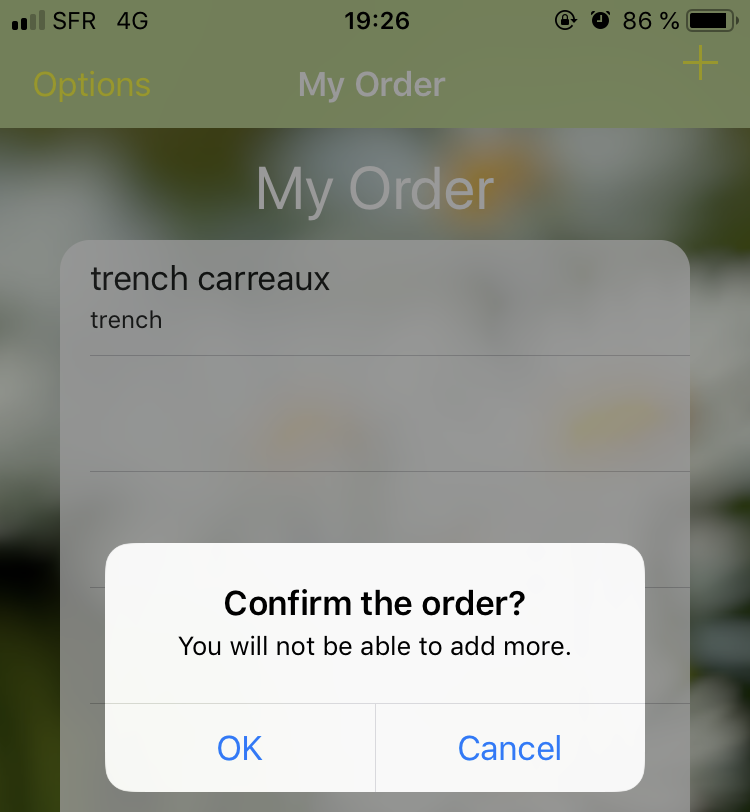 SFR 4G 19:26 86 %
Options My Order +
My Order
trench carreaux
trench
Confirm the order?
You will not be able to add more.
OK Cancel